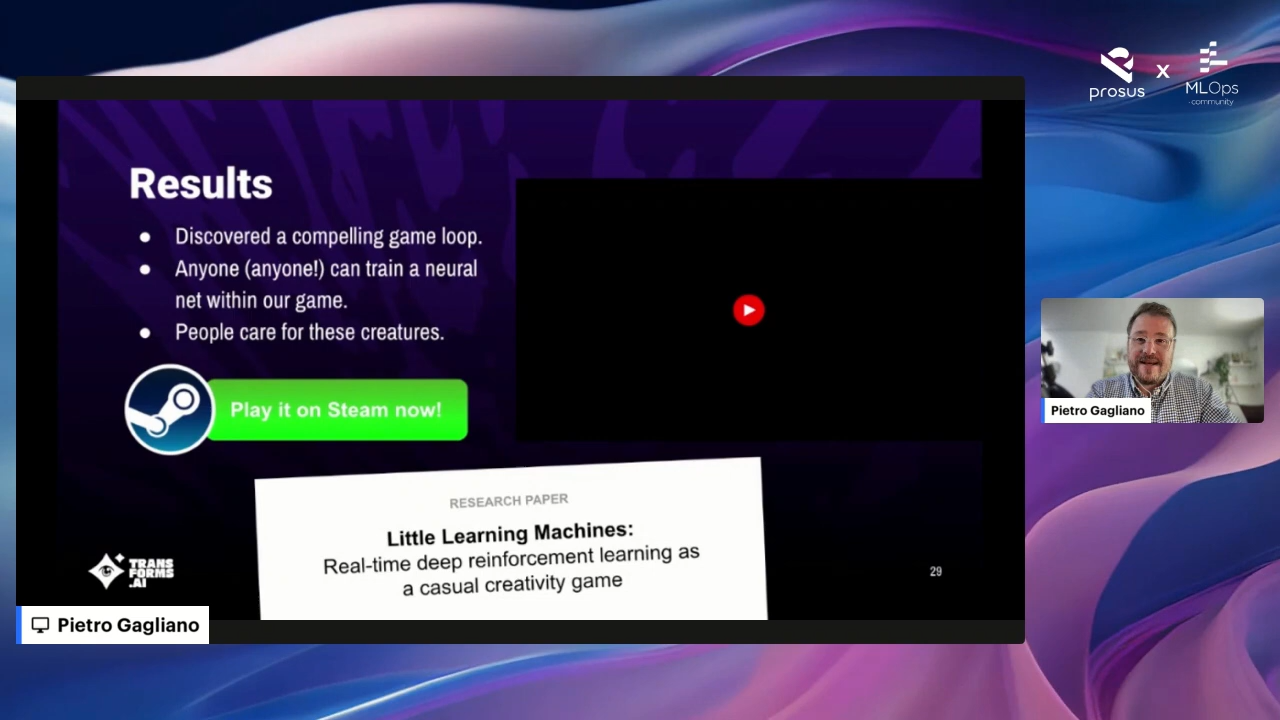 prosus
x
MLOps
community
Results
● Discovered a compelling game loop.
● Anyone (anyone!) can train a neural
net within our game.
● People care for these creatures.
Play it on Steam now!
RESEARCH PAPER
Little Learning Machines:
Real-time deep reinforcement learning as
a casual creativity game
TRANS
FORMS
.AI
29
Pietro Gagliano
Pietro Gagliano